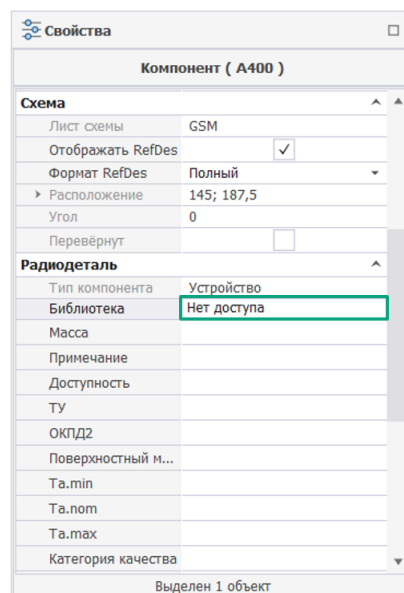 Свойства
Компонент ( A400 )
Схема
Лист схемы GSM
Отображать RefDes
Формат RefDes Полный
Расположение 145; 187,5
Угол 0
Перевёрнут
Радиодеталь
Тип компонента Устройство
Библиотека Нет доступа
Масса
Примечание
Доступность
ТУ
ОКПД2
Поверхностный м...
Ta.min
Ta.nom
Ta.max
Категория качества
Выделен 1 объект